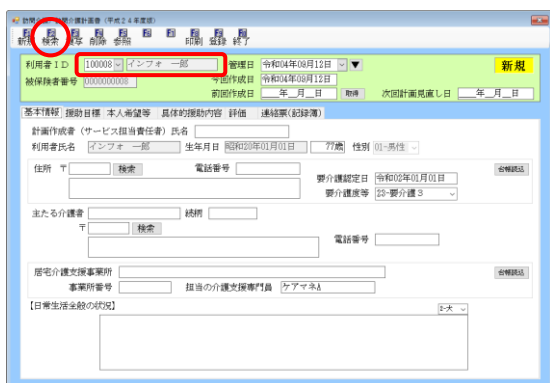 訪問介護計画書（平成２４年度版）
新規 検索 複写 削除 参照 印刷 登録 終了
利用者ＩＤ 100008 インフォ 一郎 管理日 令和04年09月12日 ▼ 新規
被保険者番号 0000000008 今回作成日 令和04年09月12日
前回作成日 __年__月__日 取得 次回計画見直し日 __年__月__日
基本情報 援助目標 本人希望等 具体的援助内容 評価 連絡票(記録簿)
計画作成者（サービス担当責任者）氏名
利用者氏名 インフォ 一郎 生年月日 昭和20年01月01日 77歳 性別 01-男性
住所 〒 検索 電話番号 台帳読込
要介護認定日 令和02年01月01日
要介護度等 23-要介護３
主たる介護者 続柄
〒 検索
電話番号
居宅介護支援事業所 台帳読込
事業所番号 担当の介護支援専門員 ケアマネA
【日常生活全般の状況】 2-大